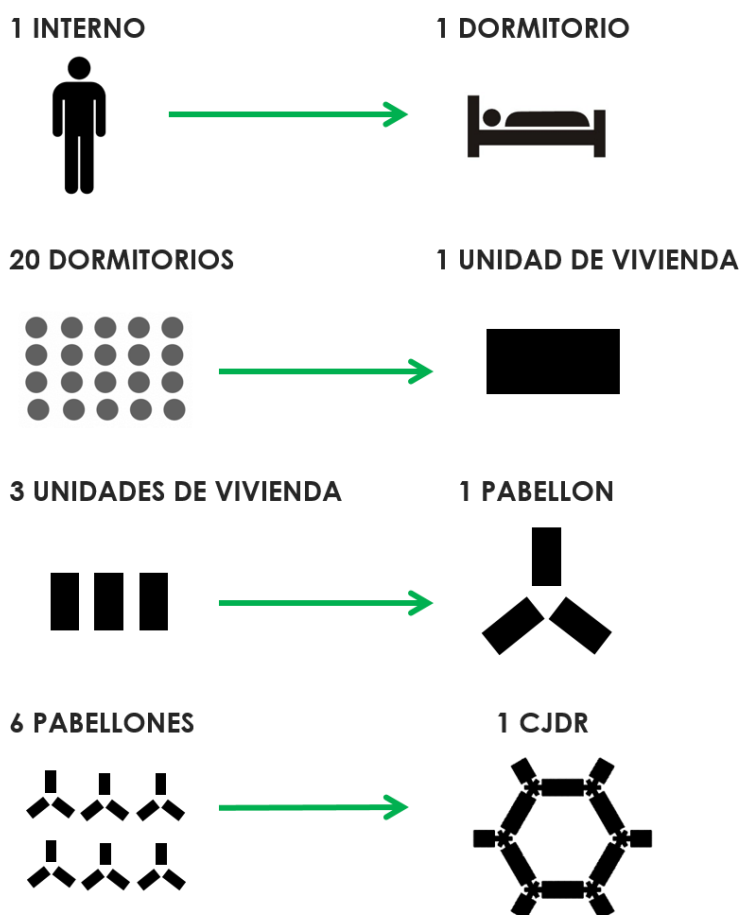 1 INTERNO
1 DORMITORIO
20 DORMITORIOS
1 UNIDAD DE VIVIENDA
3 UNIDADES DE VIVIENDA
1 PABELLON
6 PABELLONES
1 CJDR